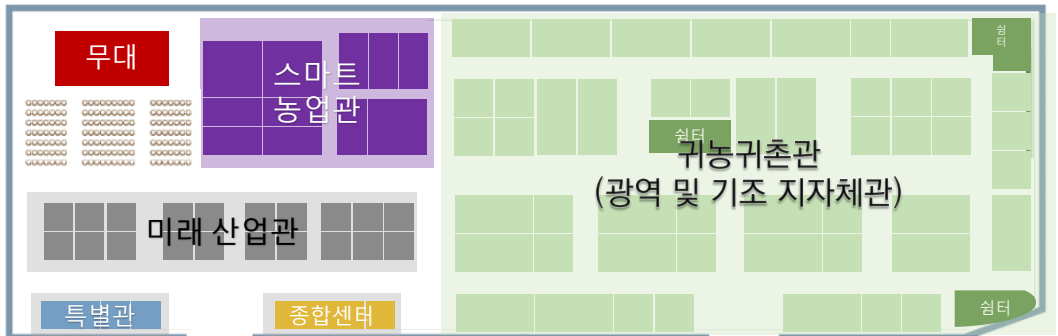 무대
스마트
농업관
쉼
터
쉼터
귀농귀촌관
(광역 및 기조 지자체관)
미래 산업관
특별관
종합센터
쉼터